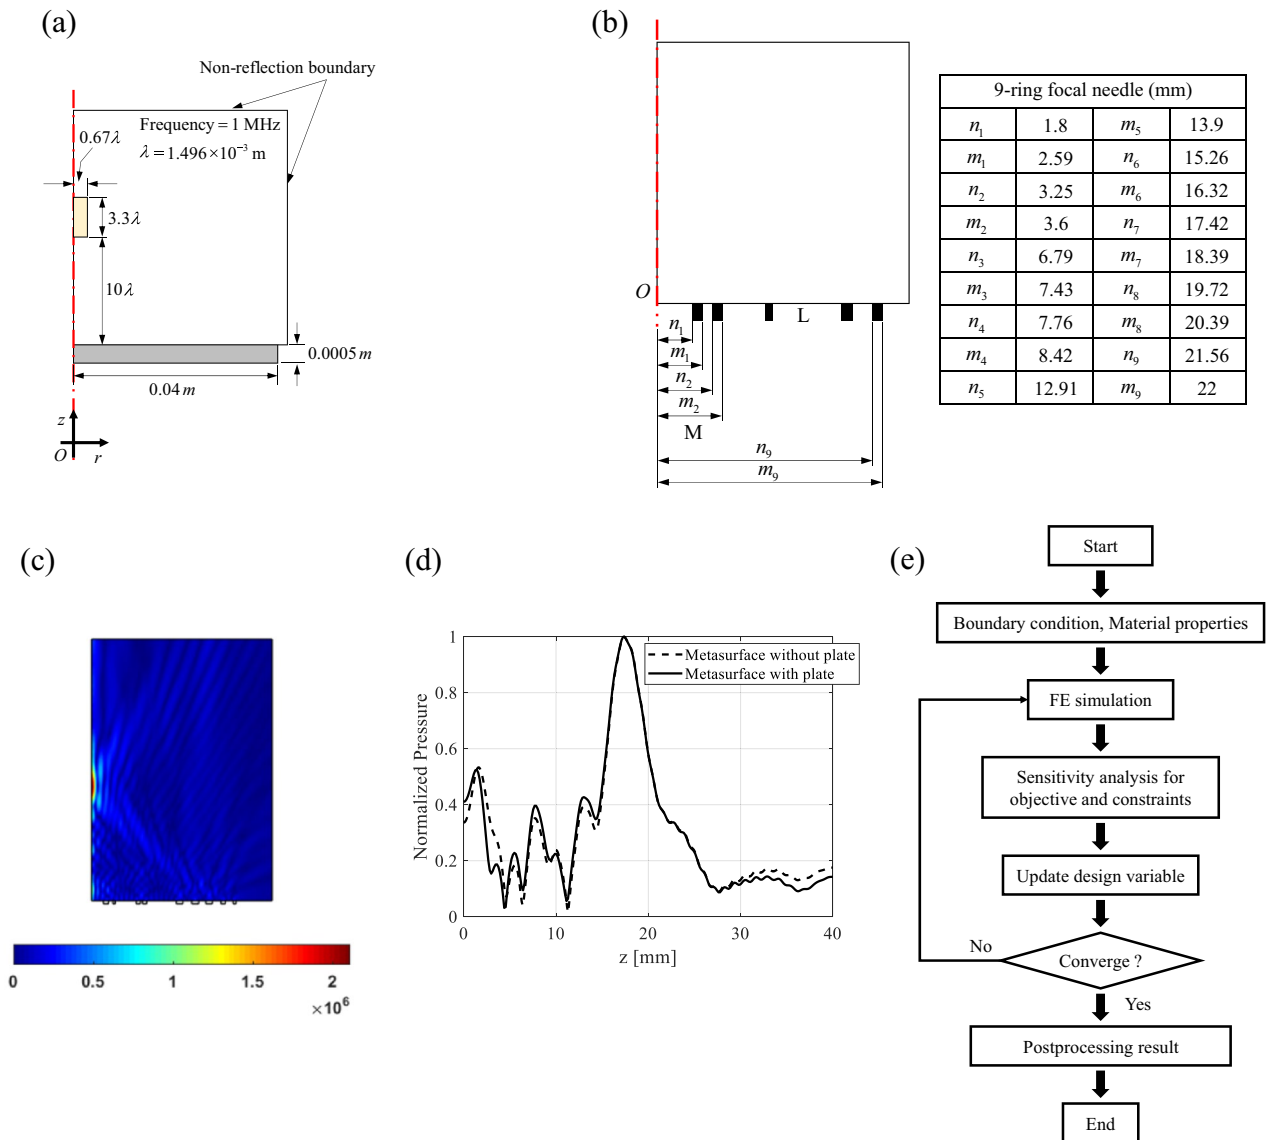 (a)
Non-reflection boundary
Frequency = 1 MHz
λ = 1.496×10⁻³ m
0.67λ
3.3λ
10λ
0.0005 m
0.04 m
z
O
r
(b)
O
L
n₁
m₁
n₂
m₂
M
n₉
m₉
9-ring focal needle (mm)
n₁ 1.8 m₅ 13.9
m₁ 2.59 n₆ 15.26
n₂ 3.25 m₆ 16.32
m₂ 3.6 n₇ 17.42
n₃ 6.79 m₇ 18.39
m₃ 7.43 n₈ 19.72
n₄ 7.76 m₈ 20.39
m₄ 8.42 n₉ 21.56
n₅ 12.91 m₉ 22
(c)
0 0.5 1 1.5 2
×10⁶
(d)
Normalized Pressure
1
0.8
0.6
0.4
0.2
0
0 10 20 30 40
z [mm]
Metasurface without plate
Metasurface with plate
(e)
Start
Boundary condition, Material properties
FE simulation
Sensitivity analysis for
objective and constraints
Update design variable
No
Converge ?
Yes
Postprocessing result
End